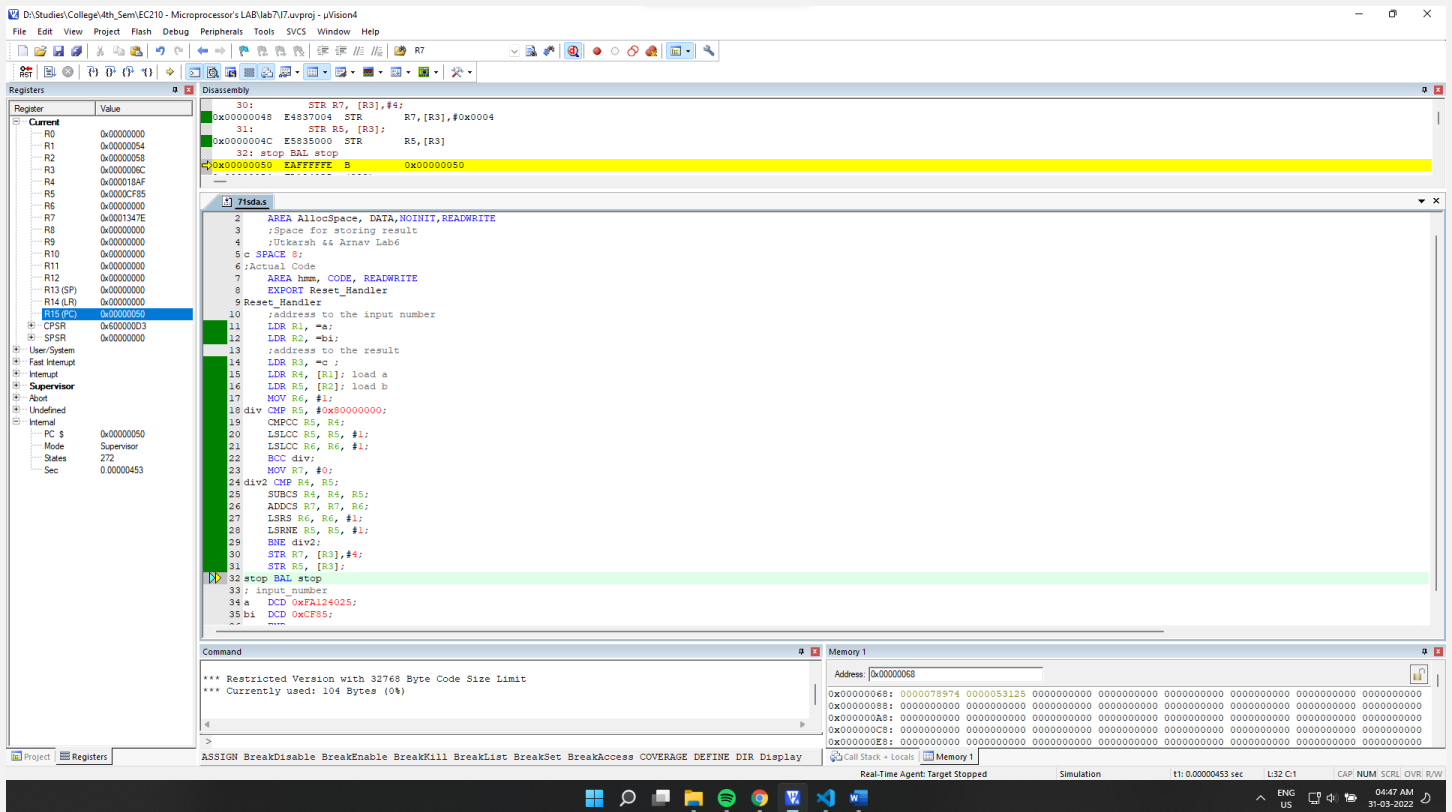 D:\Studies\College\4th_Sem\EC210 - Microprocessor's LAB\lab7\l7.uvproj - µVision4
File Edit View Project Flash Debug Peripherals Tools SVCS Window Help
R7
RST
Registers
Register Value
Current
R0 0x00000000
R1 0x00000054
R2 0x00000058
R3 0x0000006C
R4 0x000018AF
R5 0x0000CF85
R6 0x00000000
R7 0x0001347E
R8 0x00000000
R9 0x00000000
R10 0x00000000
R11 0x00000000
R12 0x00000000
R13 (SP) 0x00000000
R14 (LR) 0x00000000
R15 (PC) 0x00000050
CPSR 0x600000D3
SPSR 0x00000000
User/System
Fast Interrupt
Interrupt
Supervisor
Abort
Undefined
Internal
PC $ 0x00000050
Mode Supervisor
States 272
Sec 0.00000453
Project Registers
Disassembly
30: STR R7, [R3],#4;
0x00000048 E4837004 STR R7,[R3],#0x0004
31: STR R5, [R3];
0x0000004C E5835000 STR R5,[R3]
32: stop BAL stop
0x00000050 EAFFFFFE B 0x00000050
71sda.s
2 AREA AllocSpace, DATA,NOINIT,READWRITE
3 ;Space for storing result
4 ;Utkarsh && Arnav Lab6
5 c SPACE 8;
6 ;Actual Code
7 AREA hmm, CODE, READWRITE
8 EXPORT Reset_Handler
9 Reset_Handler
10 ;address to the input number
11 LDR R1, =a;
12 LDR R2, =bi;
13 ;address to the result
14 LDR R3, =c ;
15 LDR R4, [R1]; load a
16 LDR R5, [R2]; load b
17 MOV R6, #1;
18 div CMP R5, #0x80000000;
19 CMPCC R5, R4;
20 LSLCC R5, R5, #1;
21 LSLCC R6, R6, #1;
22 BCC div;
23 MOV R7, #0;
24 div2 CMP R4, R5;
25 SUBCS R4, R4, R5;
26 ADDCS R7, R7, R6;
27 LSRS R6, R6, #1;
28 LSRNE R5, R5, #1;
29 BNE div2;
30 STR R7, [R3],#4;
31 STR R5, [R3];
32 stop BAL stop
33 ; input_number
34 a DCD 0xFA124025;
35 bi DCD 0xCF85;
Command
*** Restricted Version with 32768 Byte Code Size Limit
*** Currently used: 104 Bytes (0%)
>
ASSIGN BreakDisable BreakEnable BreakKill BreakList BreakSet BreakAccess COVERAGE DEFINE DIR Display
Memory 1
Address: 0x00000068
0x00000068: 0000078974 0000053125 0000000000 0000000000 0000000000 0000000000 0000000000 0000000000
0x00000088: 0000000000 0000000000 0000000000 0000000000 0000000000 0000000000 0000000000 0000000000
0x000000A8: 0000000000 0000000000 0000000000 0000000000 0000000000 0000000000 0000000000 0000000000
0x000000C8: 0000000000 0000000000 0000000000 0000000000 0000000000 0000000000 0000000000 0000000000
0x000000E8: 0000000000 0000000000 0000000000 0000000000 0000000000 0000000000 0000000000 0000000000
Call Stack + Locals Memory 1
Real-Time Agent: Target Stopped Simulation t1: 0.00000453 sec L:32 C:1 CAP NUM SCRL OVR R/W
ENG
US
04:47 AM
31-03-2022